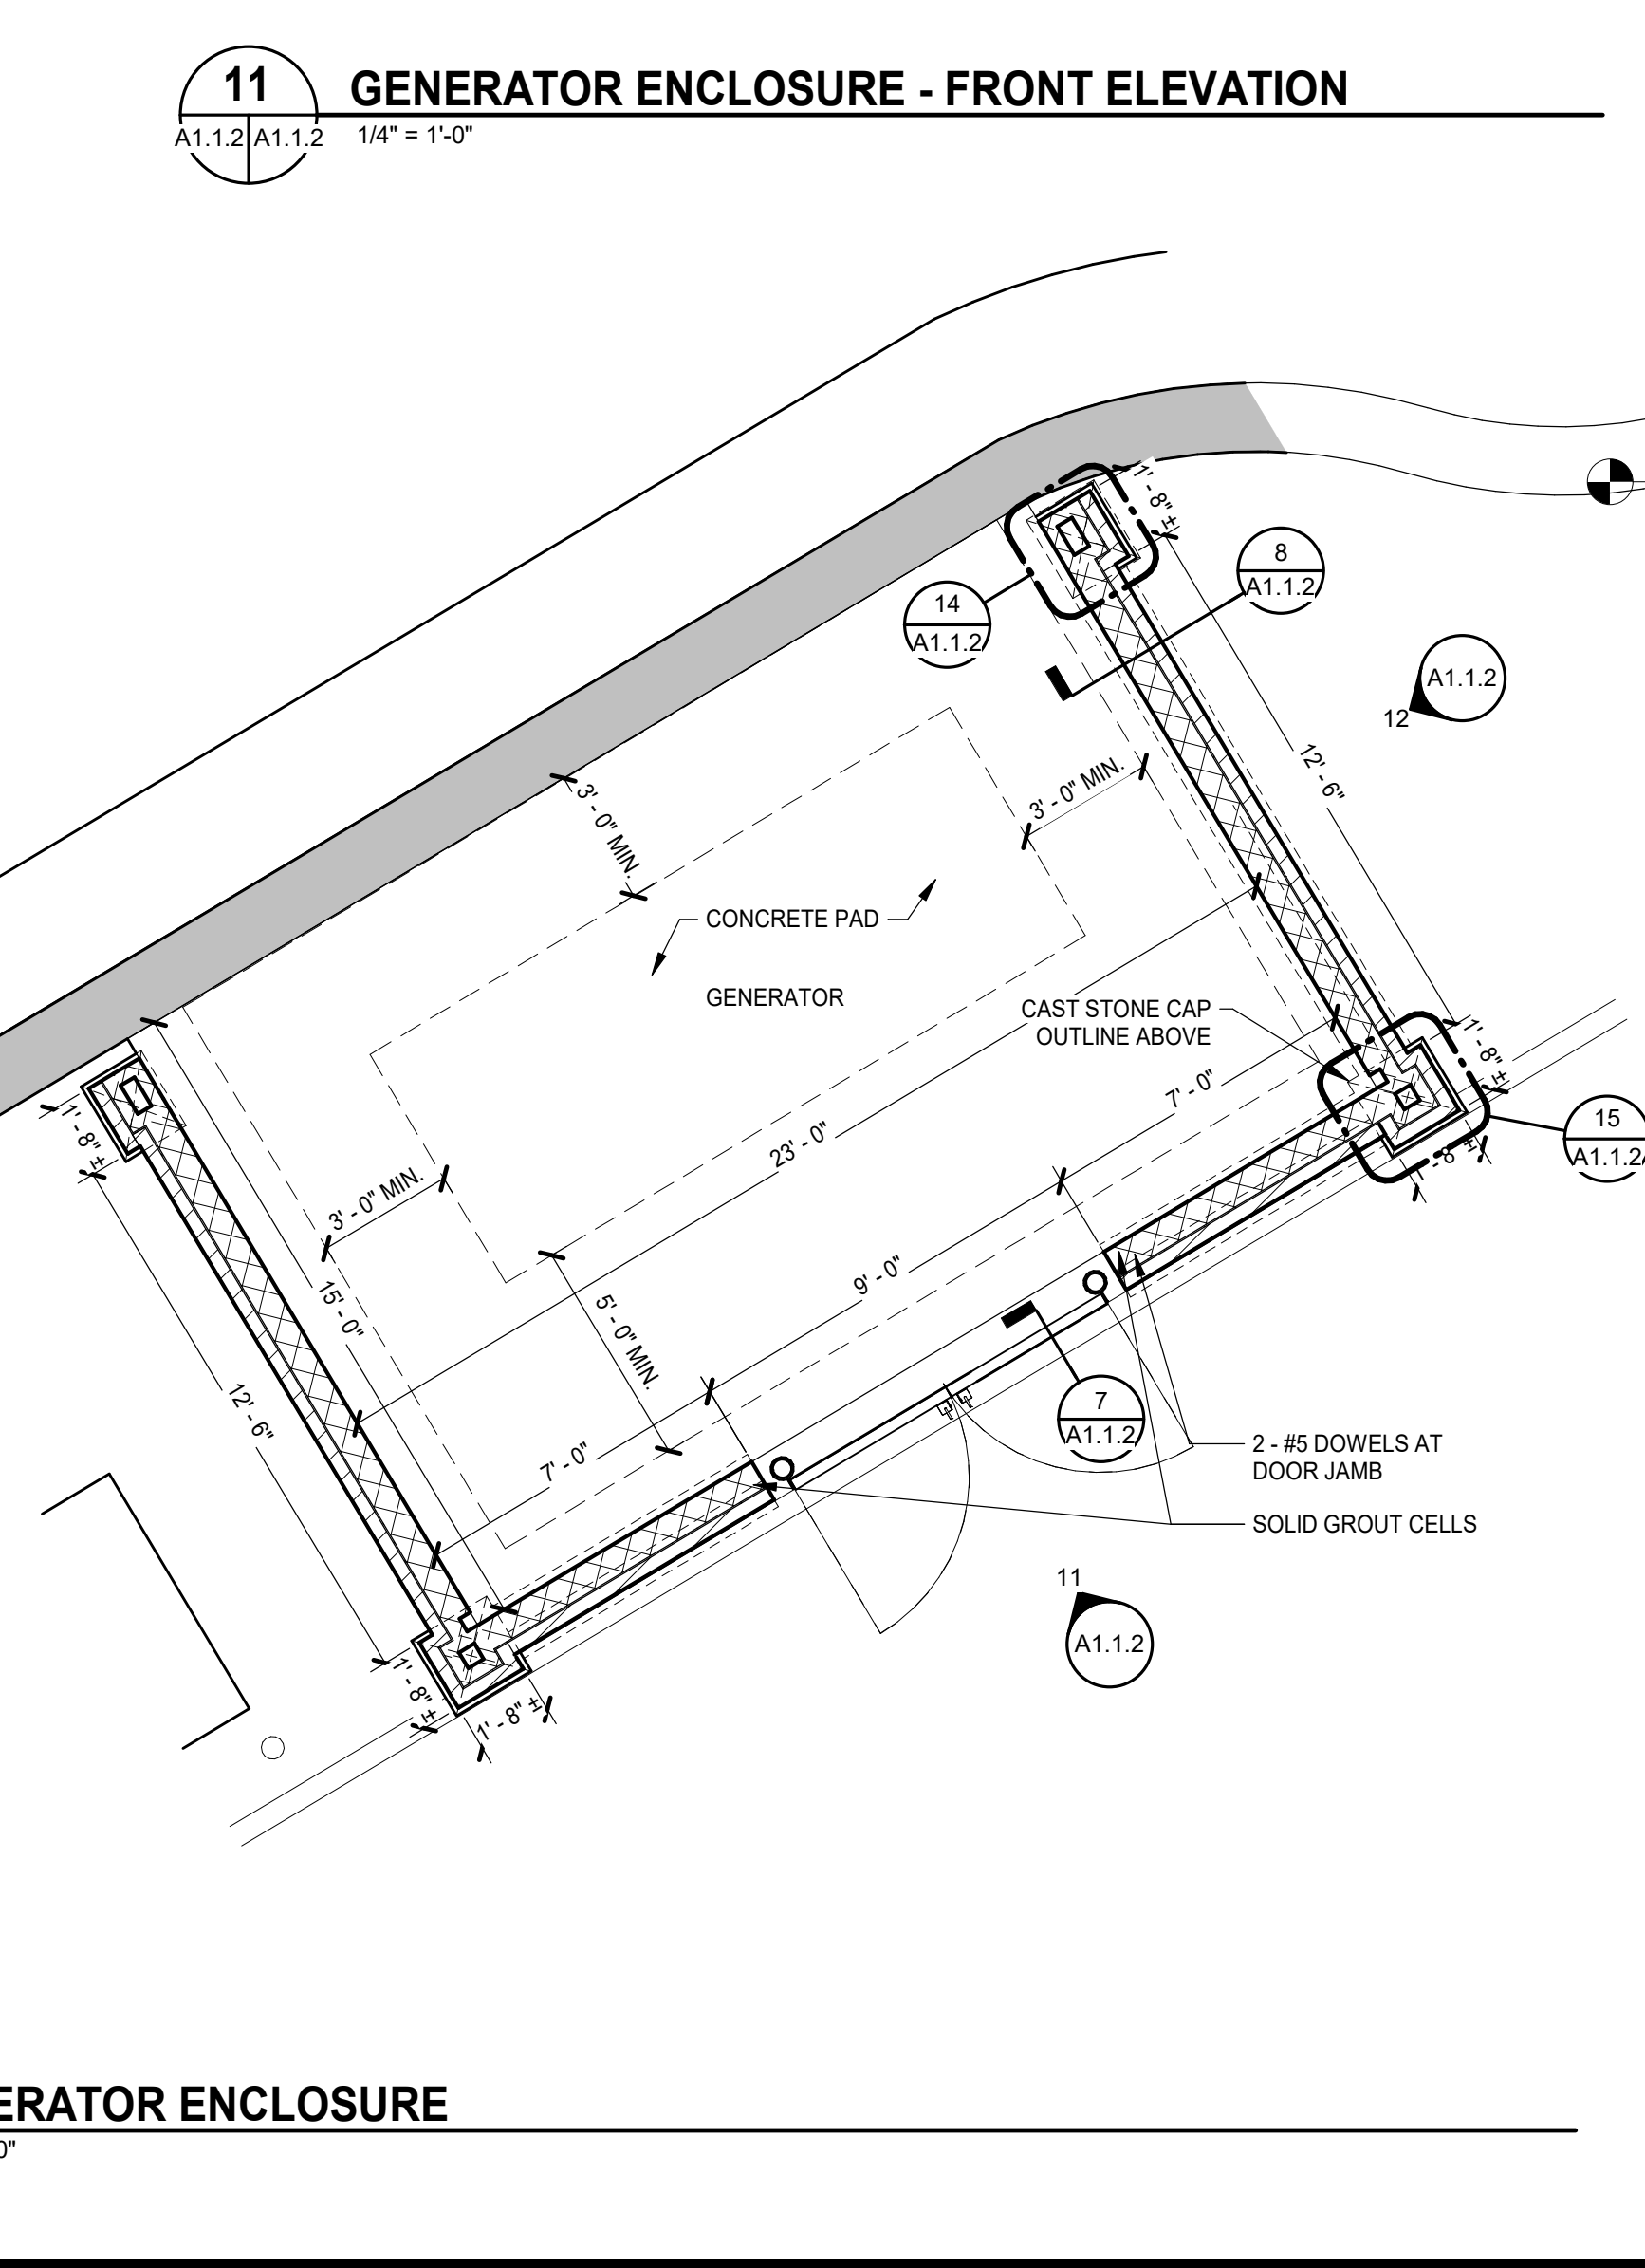 11
GENERATOR ENCLOSURE - FRONT ELEVATION
A1.1.2 A1.1.2
1/4" = 1'-0"
1' - 8" ±
8
A1.1.2
14
A1.1.2
A1.1.2
12
12' - 6"
3' - 0" MIN.
3' - 0" MIN.
CONCRETE PAD
GENERATOR
CAST STONE CAP
OUTLINE ABOVE
1' - 8" ±
7' - 0"
15
A1.1.2
1' - 8" ±
23' - 0"
- 8" ±
3' - 0" MIN.
9' - 0"
15' - 0"
5' - 0" MIN.
12' - 6"
7
A1.1.2
7' - 0"
2 - #5 DOWELS AT
DOOR JAMB
SOLID GROUT CELLS
11
A1.1.2
1' - 8" ±
1' - 8" ±
ERATOR ENCLOSURE
0"